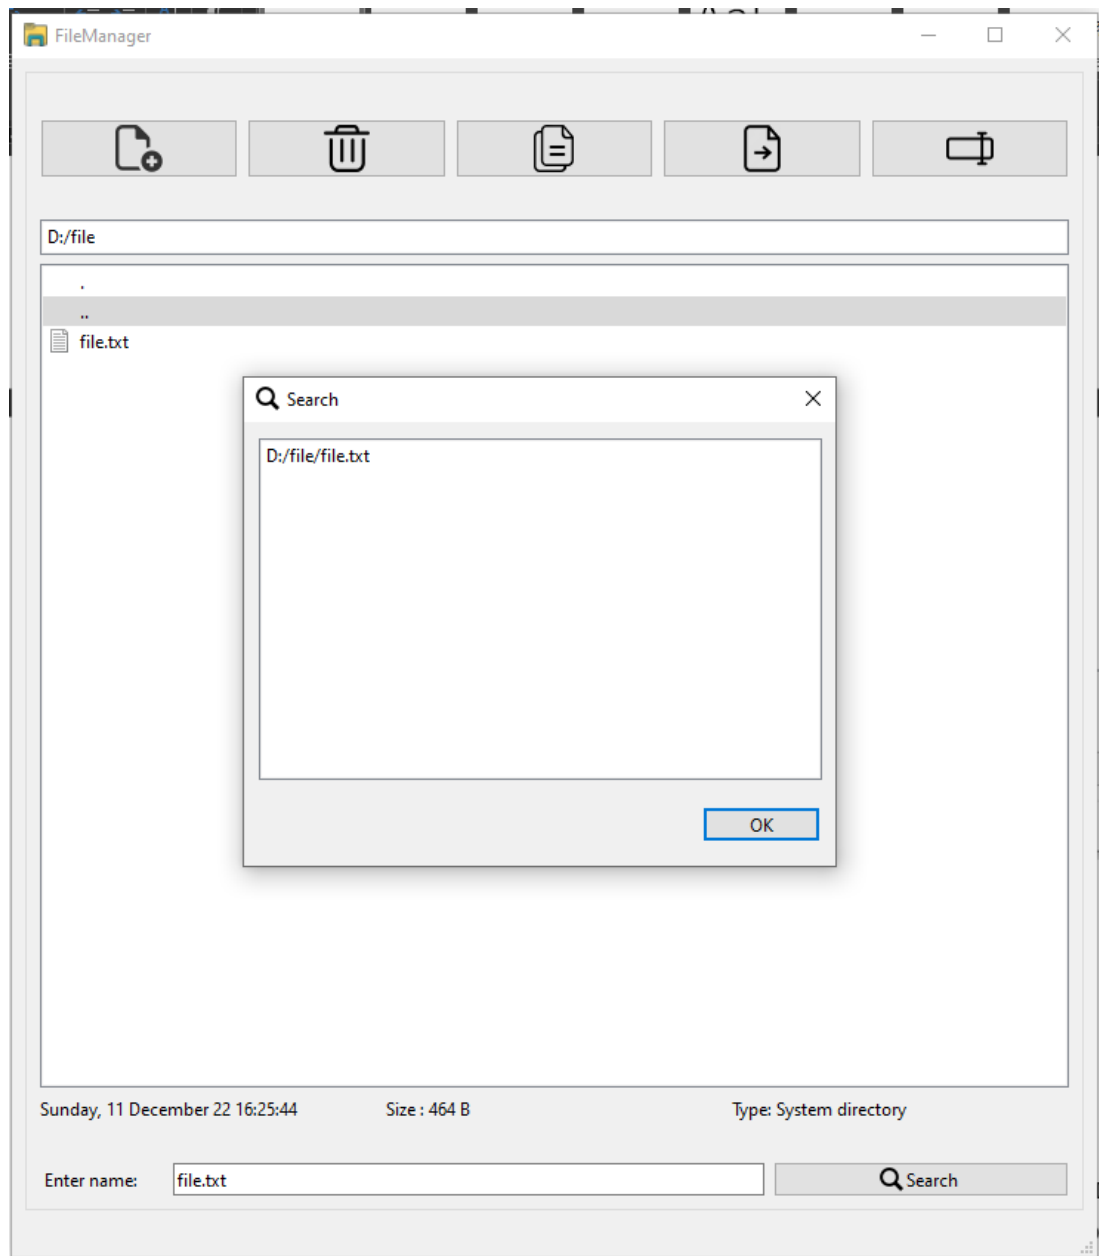 FileManager
D:/file
.
..
file.txt
Search
D:/file/file.txt
OK
Sunday, 11 December 22 16:25:44 Size : 464 B Type: System directory
Enter name: file.txt Search